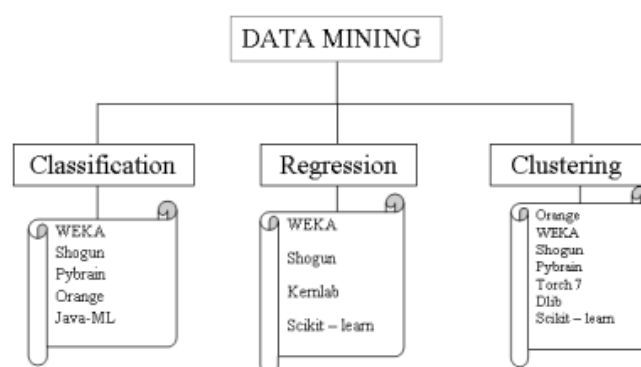 DATA MINING
Classification
WEKA
Shogun
Pybrain
Orange
Java-ML
Regression
WEKA
Shogun
Kernlab
Scikit – learn
Clustering
Orange
WEKA
Shogun
Pybrain
Torch 7
Dlib
Scikit – learn